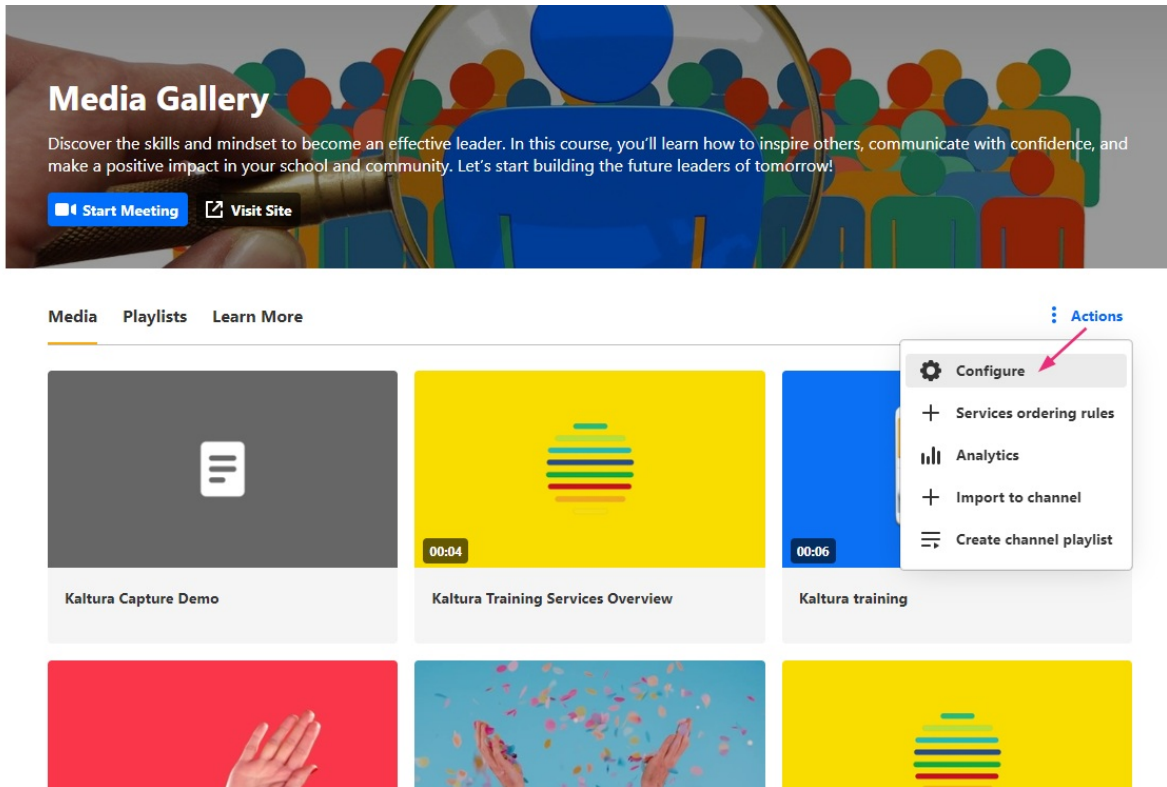 Media Gallery
Discover the skills and mindset to become an effective leader. In this course, you'll learn how to inspire others, communicate with confidence, and
make a positive impact in your school and community. Let's start building the future leaders of tomorrow!
Start Meeting Visit Site
Media Playlists Learn More Actions
Configure
Services ordering rules
Analytics
Import to channel
Create channel playlist
00:04 00:06
Kaltura Capture Demo Kaltura Training Services Overview Kaltura training